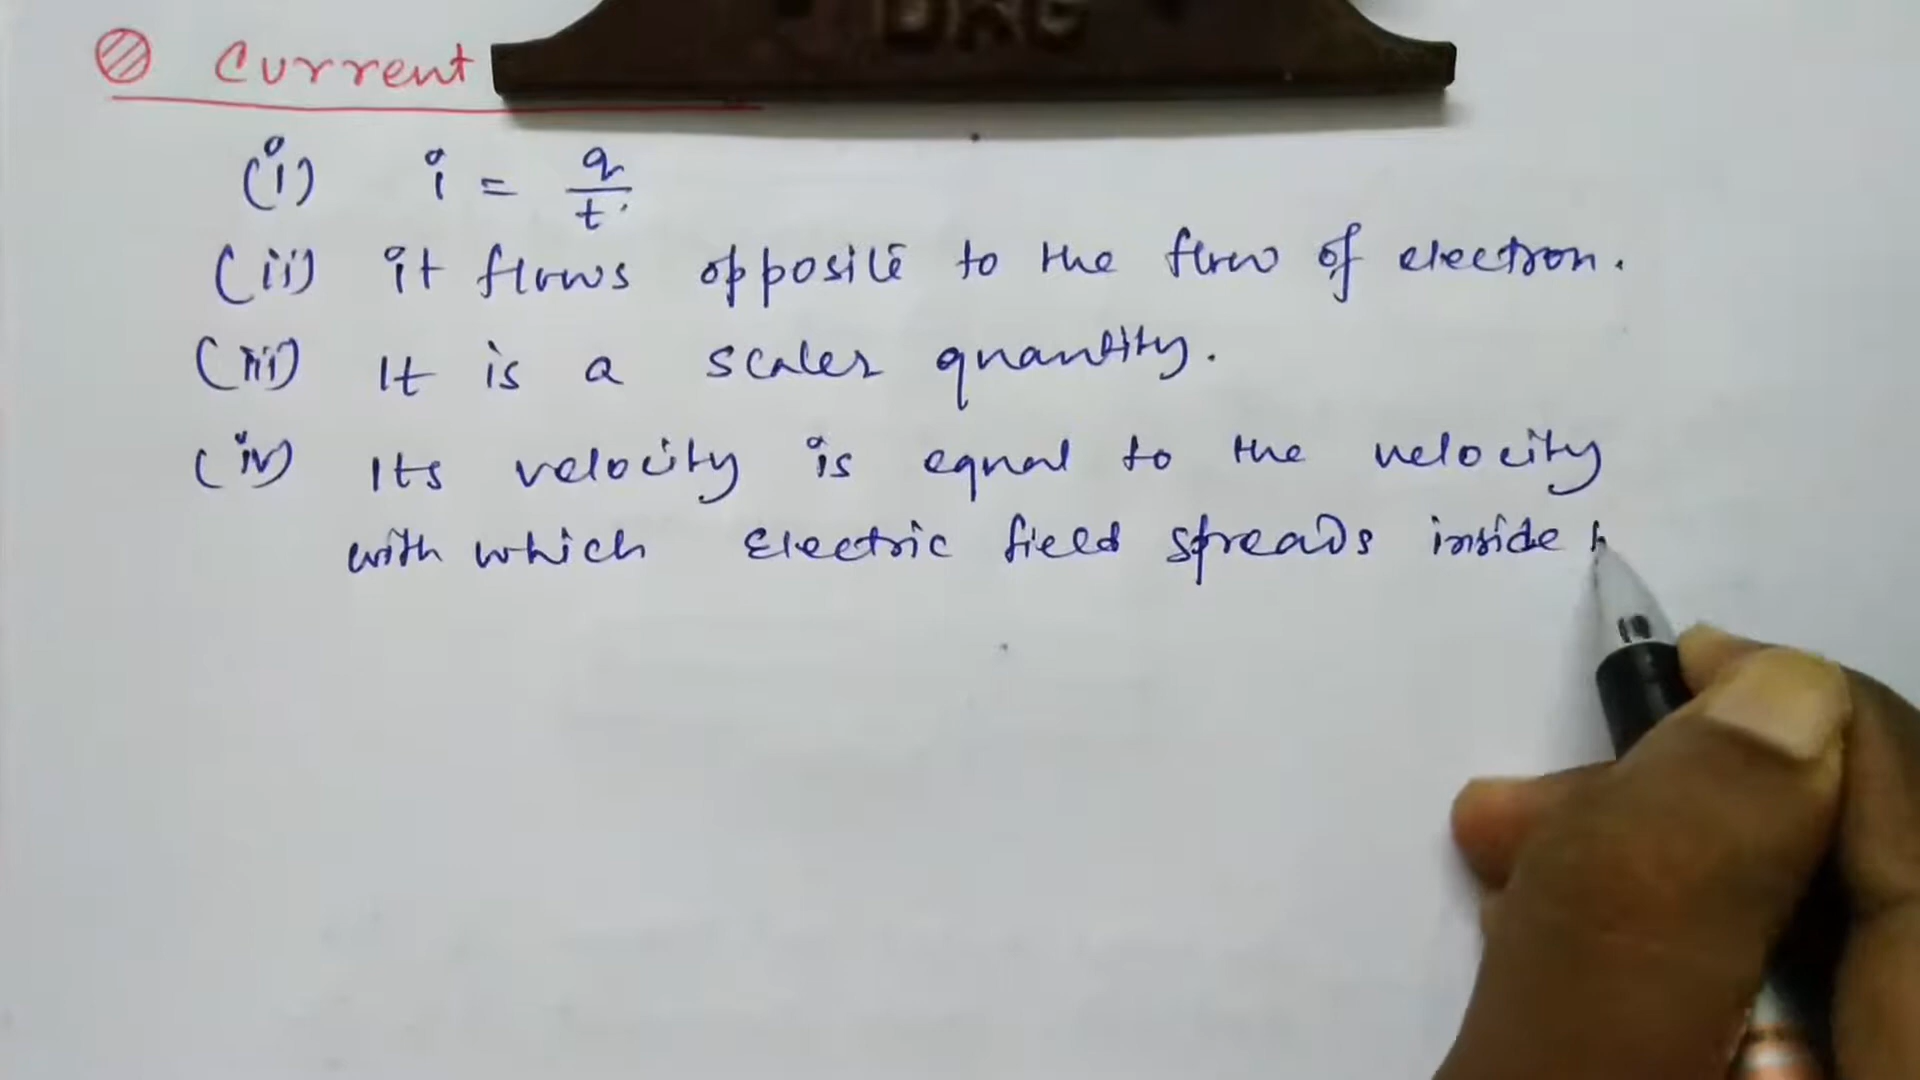 Current
(i) i = q/t
(ii) it flows opposite to the flow of electron.
(iii) It is a scaler quantity.
(iv) Its velocity is equal to the velocity
with which Electric field spreads inside